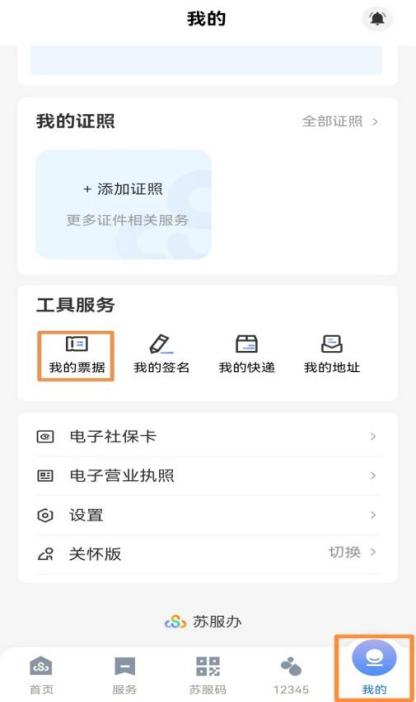 我的
我的证照 全部证照 >
+ 添加证照
更多证件相关服务
工具服务
我的票据 我的签名 我的快递 我的地址
电子社保卡 >
电子营业执照 >
设置 >
关怀版 切换 >
苏服办
首页 服务 苏服码 12345 我的